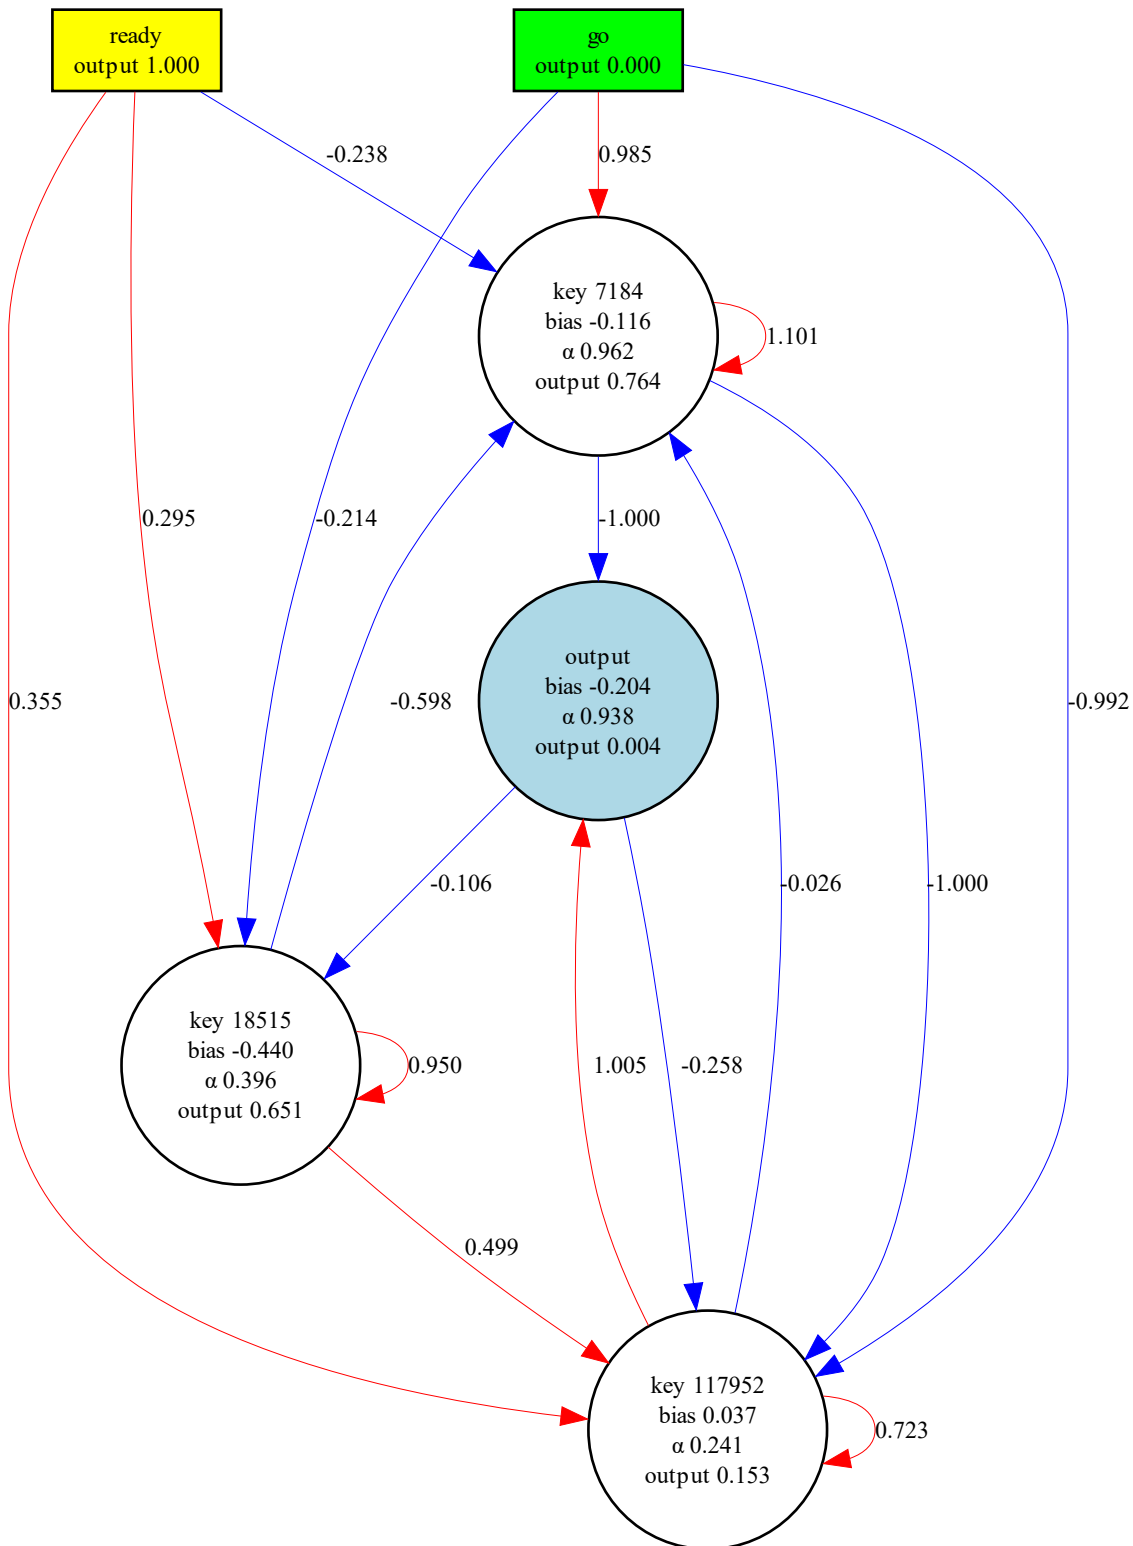 ready
output 1.000
go
output 0.000
-0.238
0.985
key 7184
bias -0.116
α 0.962
output 0.764
1.101
0.295
-0.214
-1.000
output
bias -0.204
α 0.938
output 0.004
0.355
-0.598
-0.992
-0.106
-0.026
-1.000
key 18515
bias -0.440
α 0.396
output 0.651
0.950
1.005
-0.258
0.499
key 117952
bias 0.037
α 0.241
output 0.153
0.723